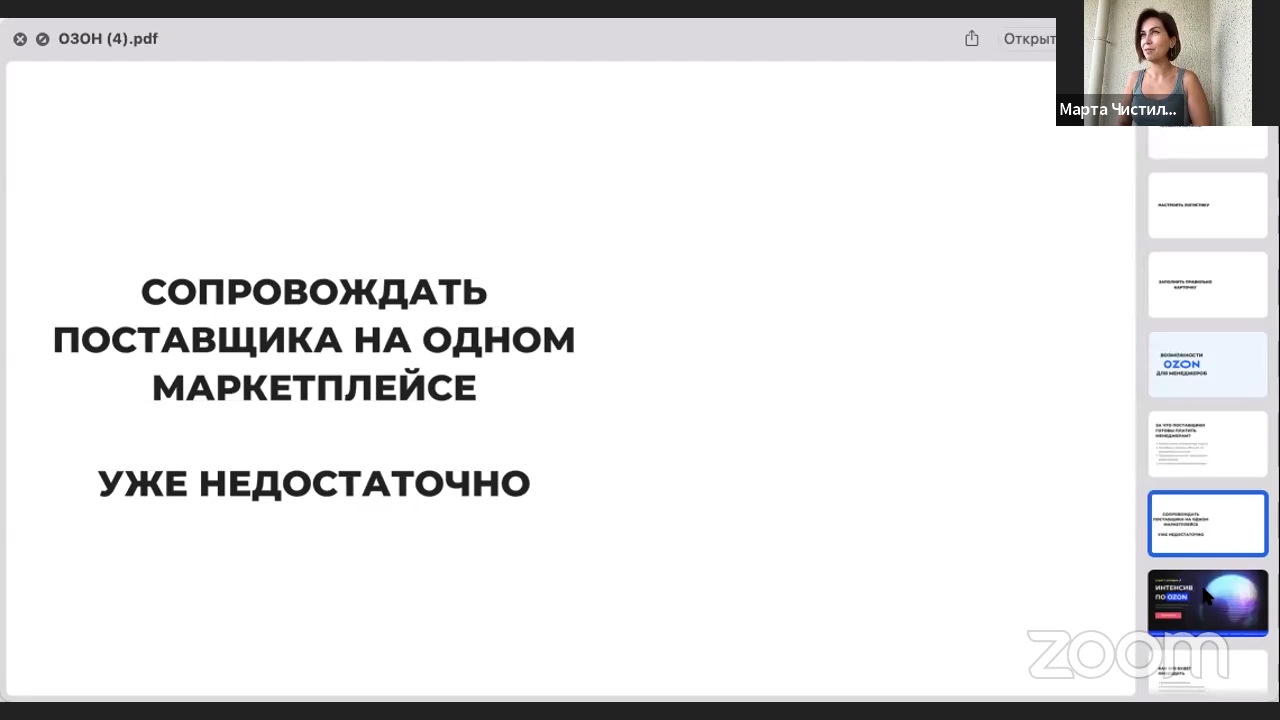 ОЗОН (4).pdf
Открыт
Марта Чистил...
СОПРОВОЖДАТЬ
ПОСТАВЩИКА НА ОДНОМ
МАРКЕТПЛЕЙСЕ
УЖЕ НЕДОСТАТОЧНО
НАСТРОИТЬ ЛОГИСТИКУ
ЗАПОЛНИТЬ ПРАВИЛЬНО
КАРТОЧКУ
ВОЗМОЖНОСТИ
OZON
ДЛЯ МЕНЕДЖЕРОВ
ЗА ЧТО ПОСТАВЩИКИ
ГОТОВЫ ПЛАТИТЬ
МЕНЕДЖЕРАМ?
СОПРОВОЖДАТЬ
ПОСТАВЩИКА НА ОДНОМ
МАРКЕТПЛЕЙСЕ
УЖЕ НЕДОСТАТОЧНО
ИНТЕНСИВ
ПО OZON
zoom